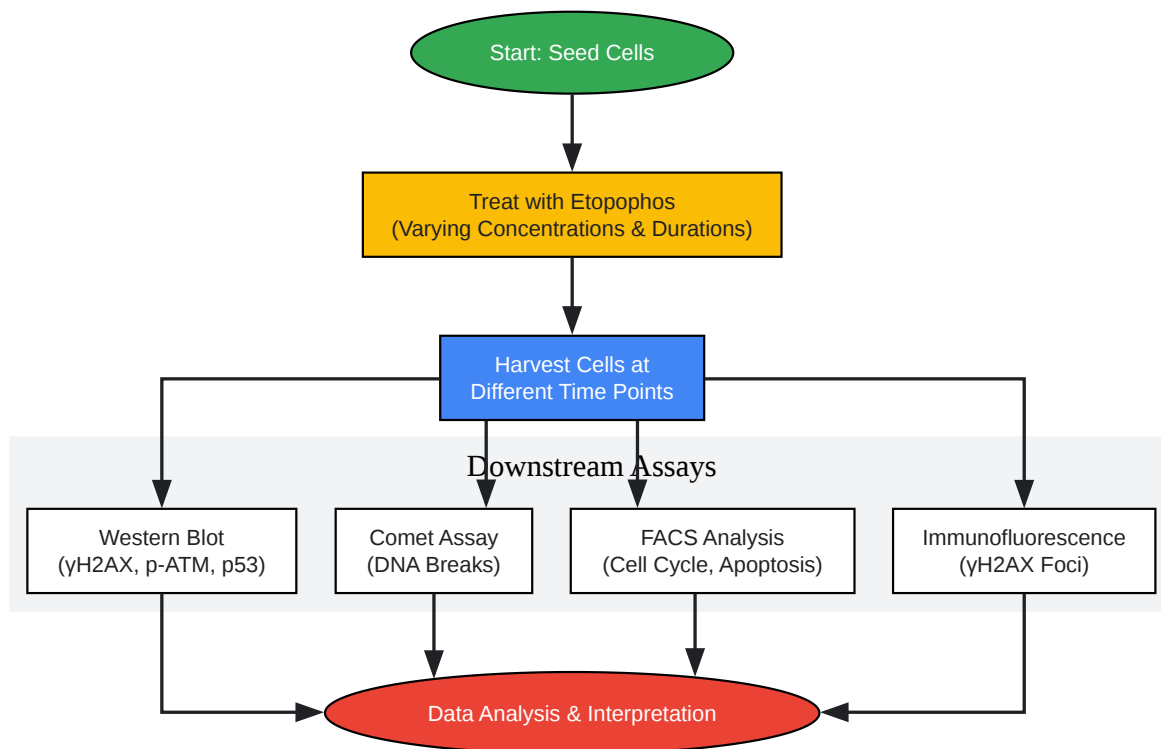 Start: Seed Cells
Treat with Etopophos
(Varying Concentrations & Durations)
Harvest Cells at
Different Time Points
Downstream Assays
Western Blot
(γH2AX, p-ATM, p53)
Comet Assay
(DNA Breaks)
FACS Analysis
(Cell Cycle, Apoptosis)
Immunofluorescence
(γH2AX Foci)
Data Analysis & Interpretation